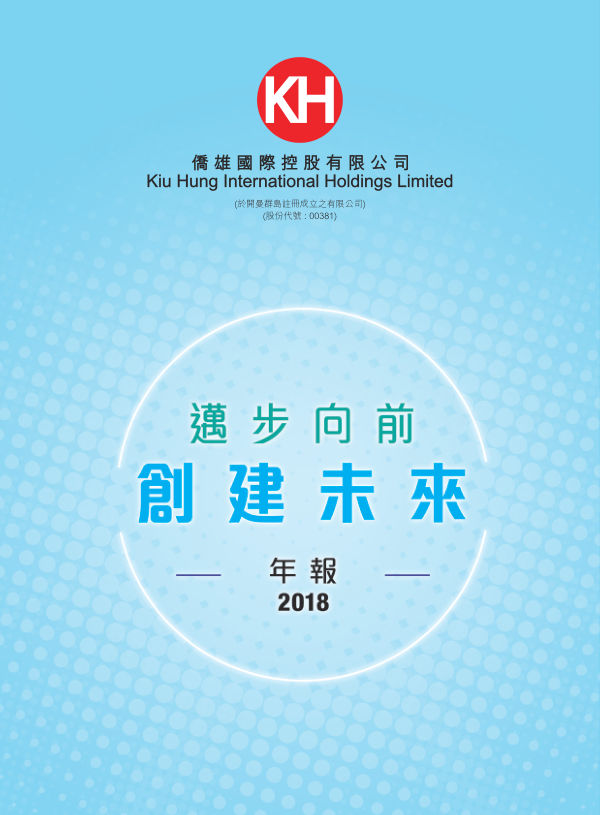 KH
僑雄國際控股有限公司
Kiu Hung International Holdings Limited
(於開曼群島註冊成立之有限公司)
(股份代號 : 00381)
邁步向前
創建未來
年報
2018